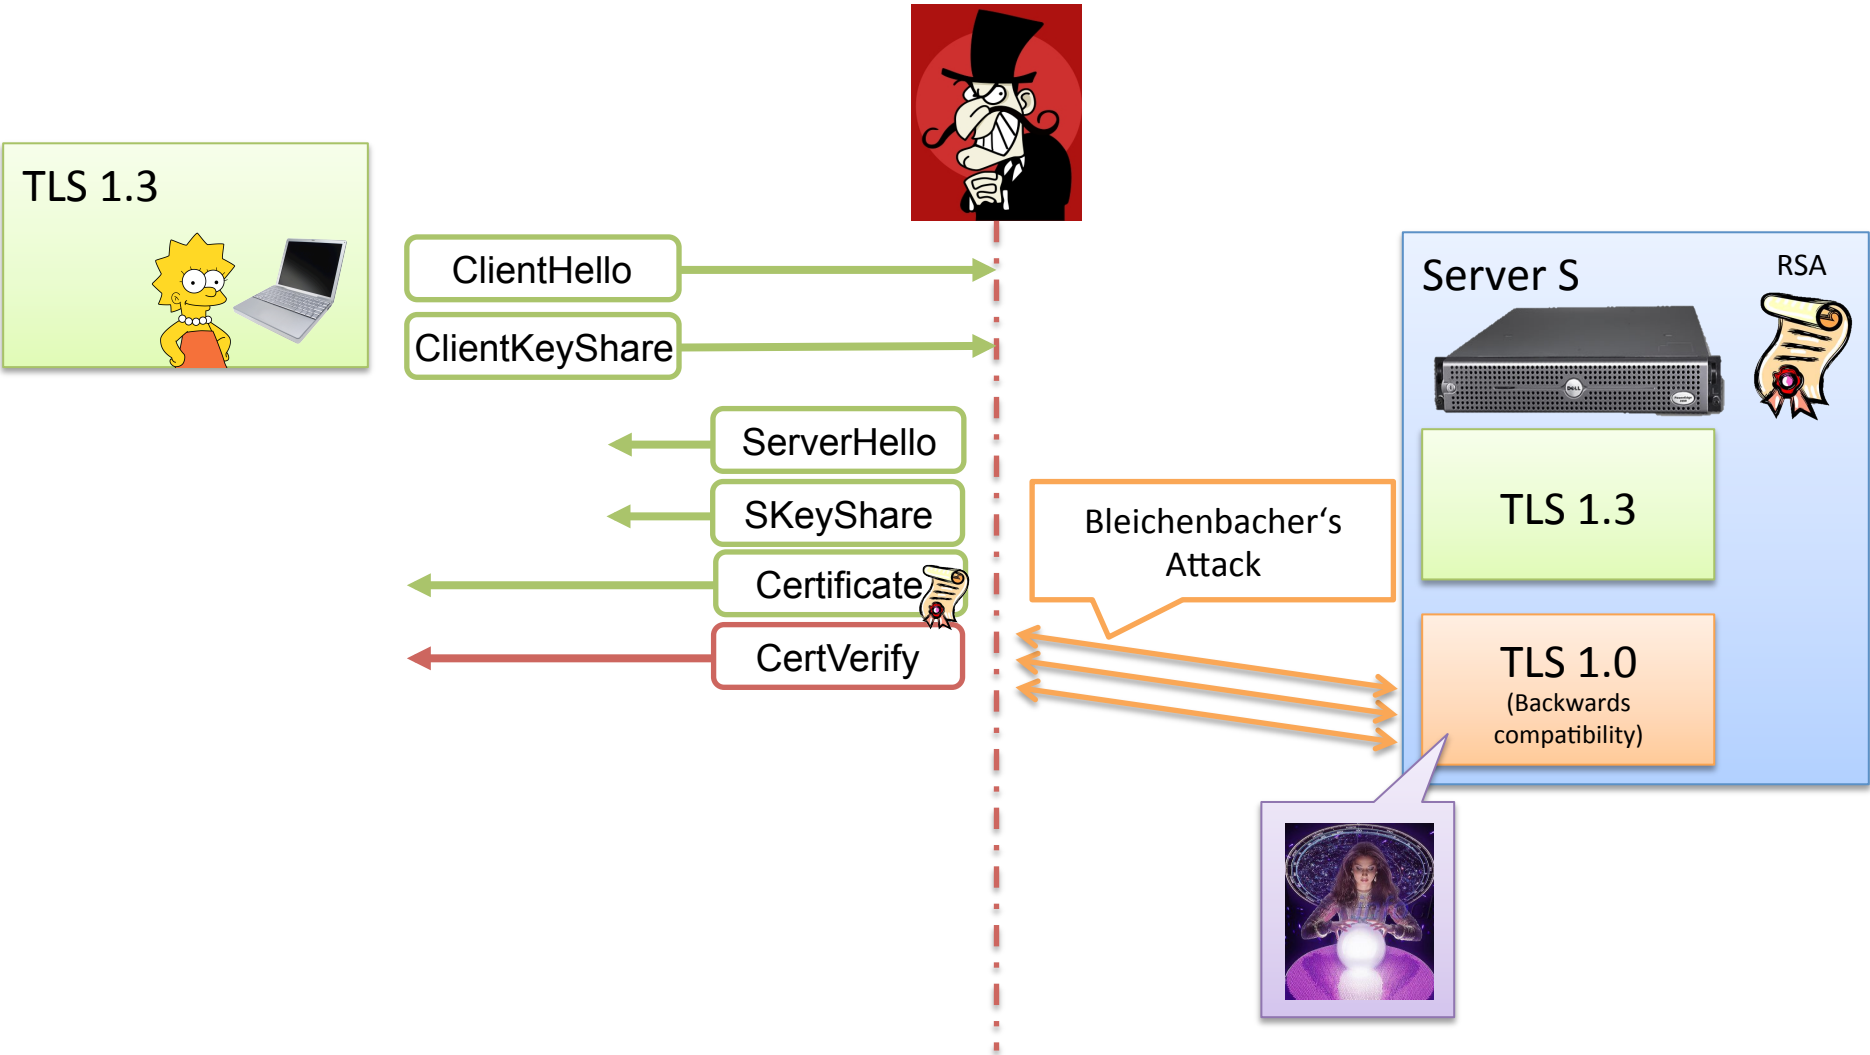 TLS 1.3
ClientHello
ClientKeyShare
ServerHello
SKeyShare
Certificate
CertVerify
Bleichenbacher‘s
Attack
Server S
RSA
DELL
TLS 1.3
TLS 1.0
(Backwards
compatibility)